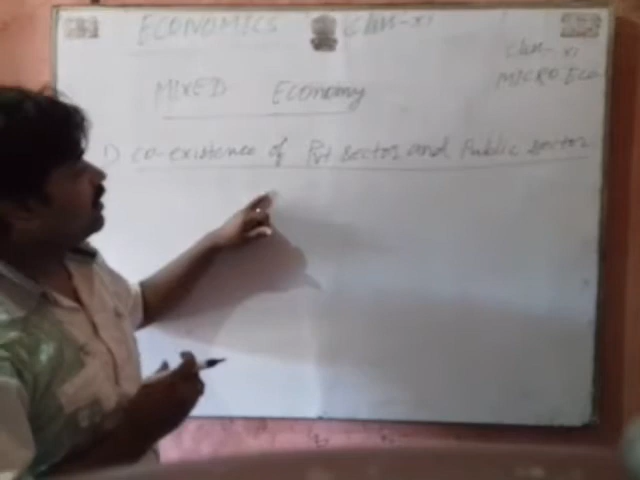 ECONOMICS Class-XI
Class-XI
MICRO Eco
MIXED Economy
1) Co-existence of Pvt sector and Public sector